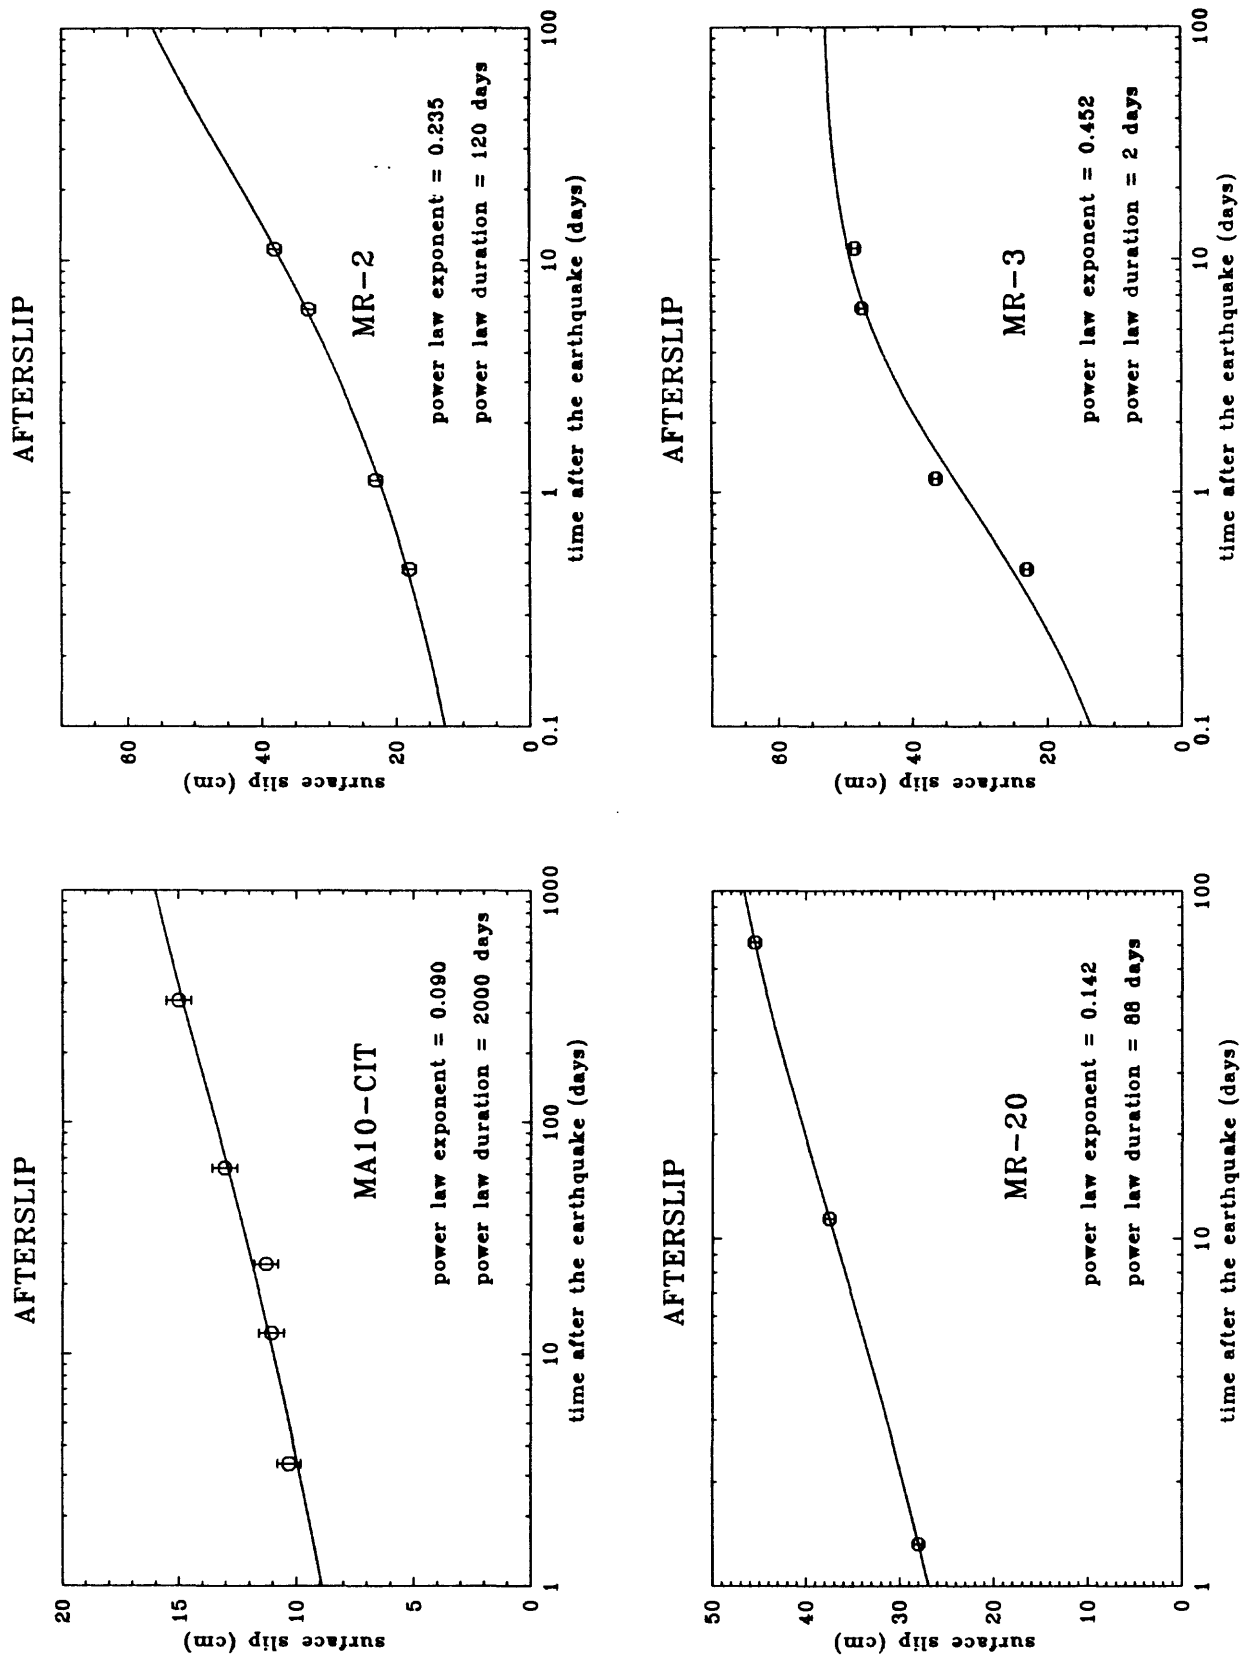 AFTERSLIP
surface slip (cm)
20
15
10
5
0
MA10-CIT
power law exponent = 0.090
power law duration = 2000 days
1
10
100
1000
time after the earthquake (days)
AFTERSLIP
surface slip (cm)
60
40
20
0
MR-2
power law exponent = 0.235
power law duration = 120 days
0.1
1
10
100
time after the earthquake (days)
AFTERSLIP
surface slip (cm)
50
40
30
20
10
0
MR-20
power law exponent = 0.142
power law duration = 88 days
1
10
100
time after the earthquake (days)
AFTERSLIP
surface slip (cm)
60
40
20
0
MR-3
power law exponent = 0.452
power law duration = 2 days
0.1
1
10
100
time after the earthquake (days)